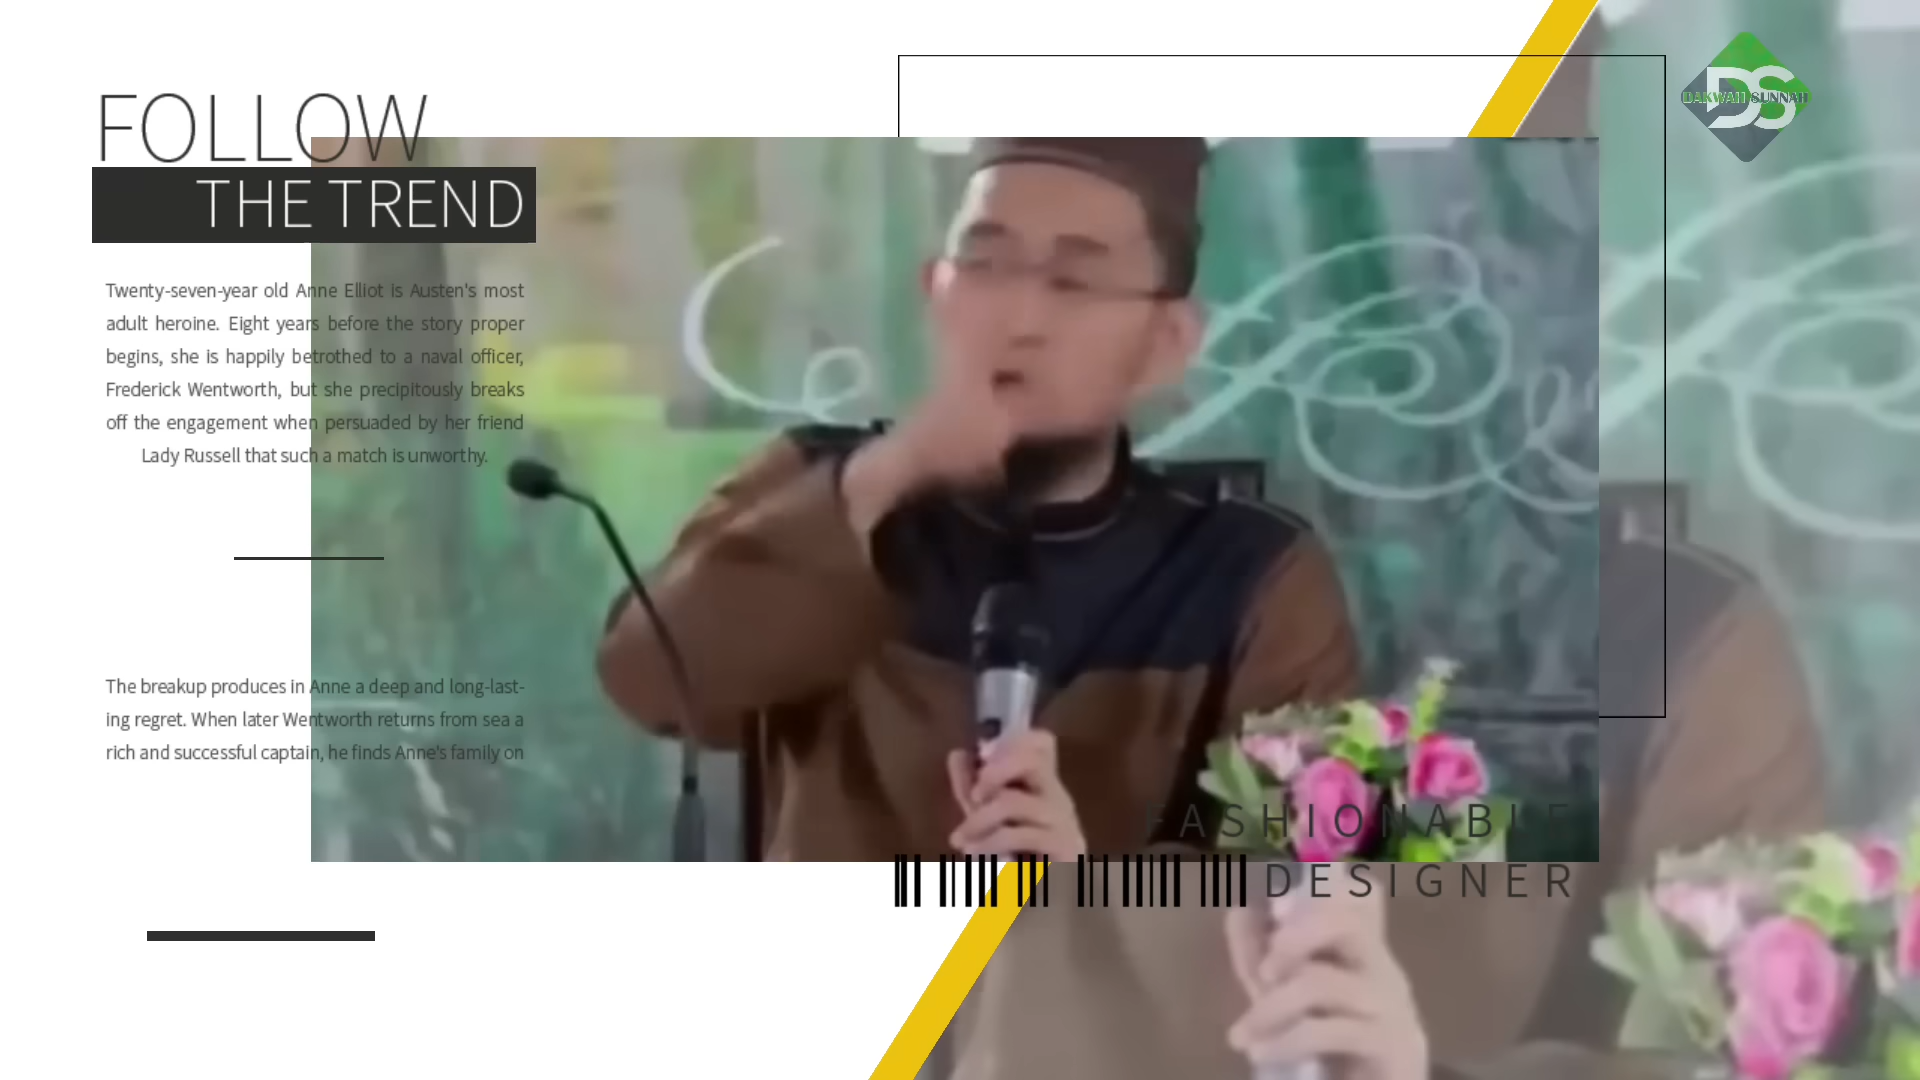 FOLLOW
THE TREND
Twenty-seven-year old Anne Elliot is Austen's most
adult heroine. Eight years before the story proper
begins, she is happily betrothed to a naval officer,
Frederick Wentworth, but she precipitously breaks
off the engagement when persuaded by her friend
Lady Russell that such a match is unworthy.
The breakup produces in Anne a deep and long-last-
ing regret. When later Wentworth returns from sea a
rich and successful captain, he finds Anne's family on
DS
DAKWAH SUNNAH
FASHIONABLE
DESIGNER